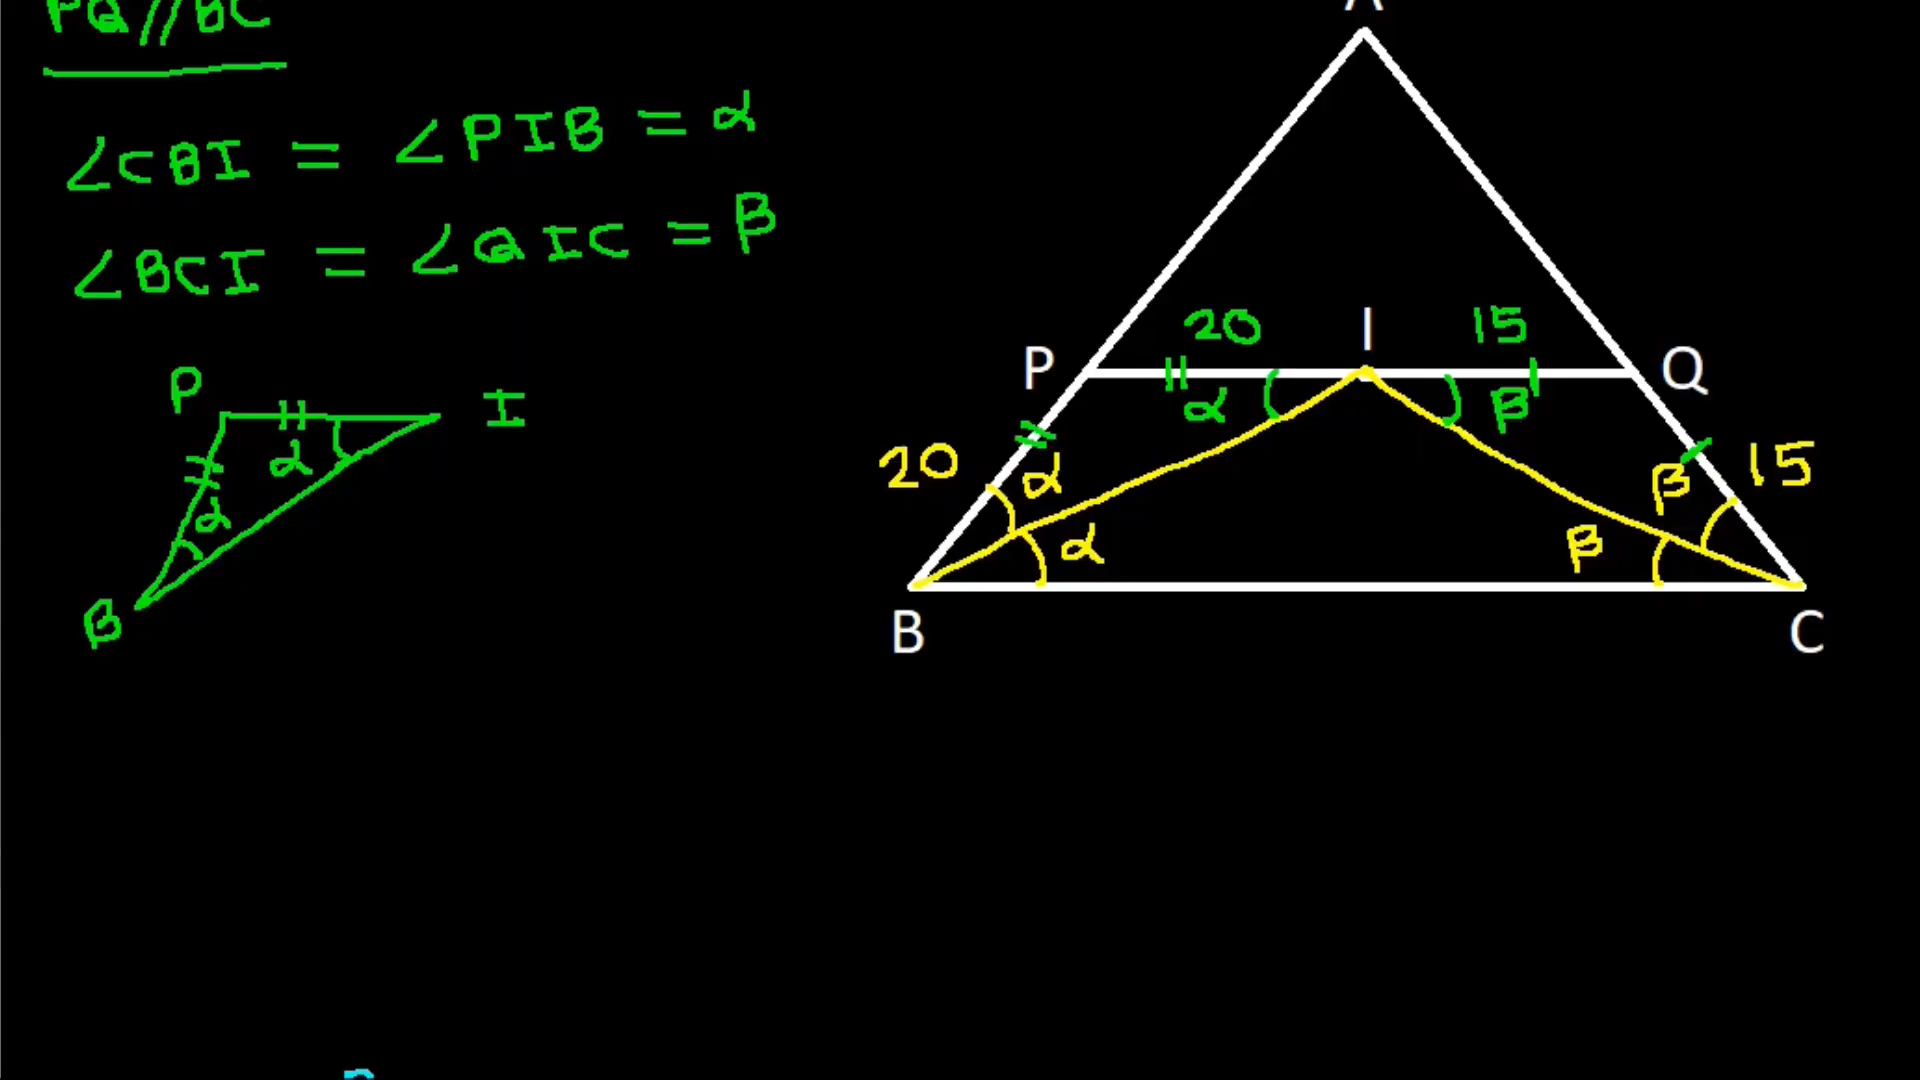 PQ//BC
∠CBI = ∠PIB = α
∠BCI = ∠QIC = β
P
I
α
α
B
A
20
I
15
P
Q
α
β
20
α
β
15
α
β
B
C